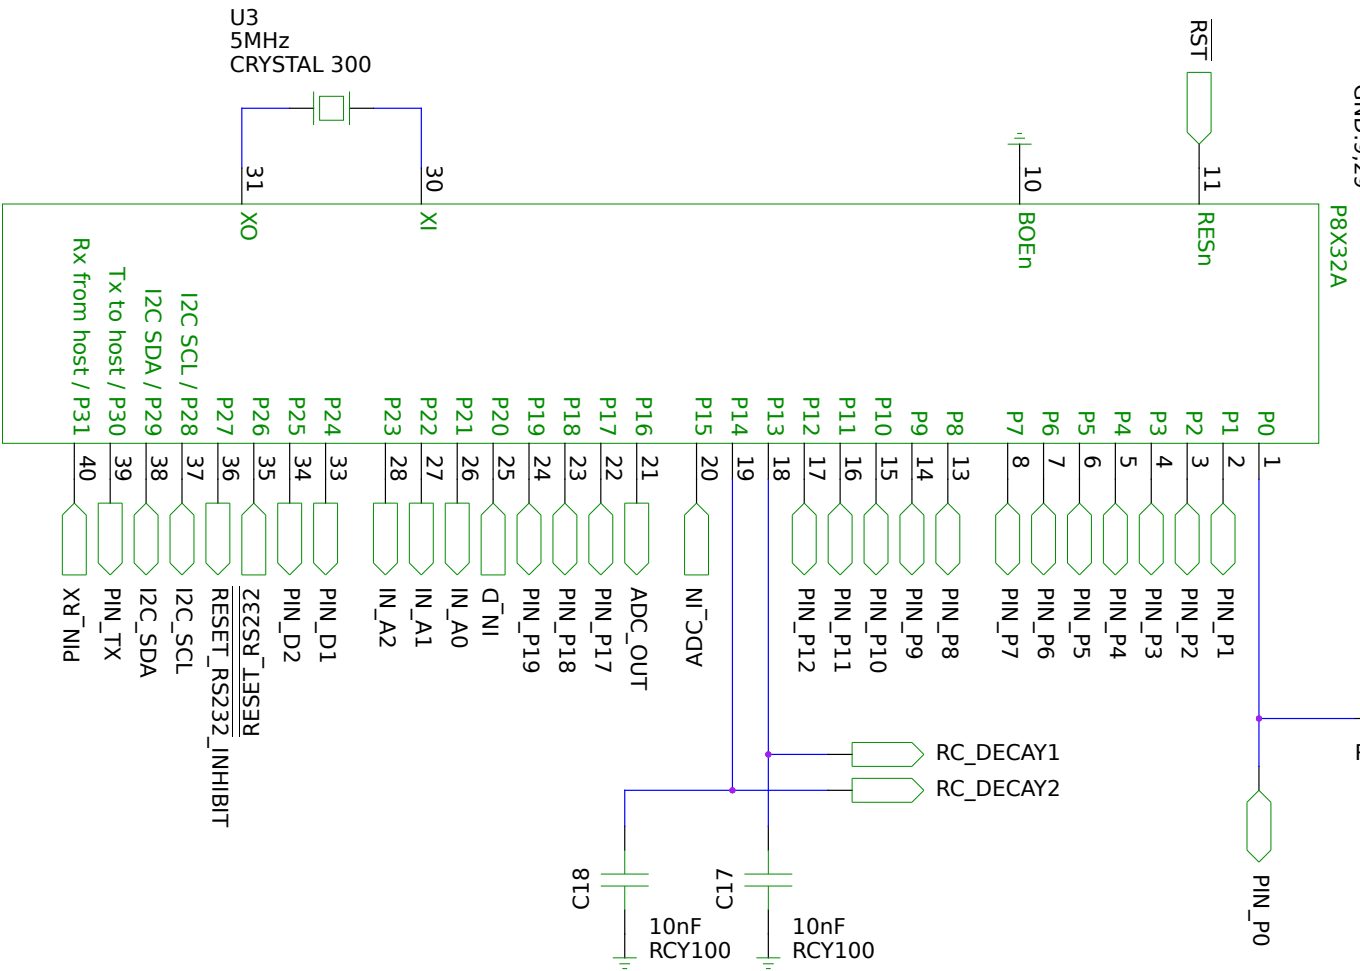 U3
5MHz
CRYSTAL 300
RST
31
30
10
11
XO
XI
BOEn
RESn
P8X32A
Rx from host / P31
Tx to host / P30
I2C SDA / P29
I2C SCL / P28
P27
P26
P25
P24
P23
P22
P21
P20
P19
P18
P17
P16
P15
P14
P13
P12
P11
P10
P9
P8
P7
P6
P5
P4
P3
P2
P1
P0
40
39
38
37
36
35
34
33
28
27
26
25
24
23
22
21
20
19
18
17
16
15
14
13
8
7
6
5
4
3
2
1
PIN_RX
PIN_TX
I2C_SDA
I2C_SCL
RESET_RS232_INHIBIT
RESET_RS232
PIN_D2
PIN_D1
IN_A2
IN_A1
IN_A0
IN_D
PIN_P19
PIN_P18
PIN_P17
ADC_OUT
ADC_IN
PIN_P12
PIN_P11
PIN_P10
PIN_P9
PIN_P8
PIN_P7
PIN_P6
PIN_P5
PIN_P4
PIN_P3
PIN_P2
PIN_P1
RC_DECAY1
RC_DECAY2
C18
10nF
RCY100
C17
10nF
RCY100
PIN_P0